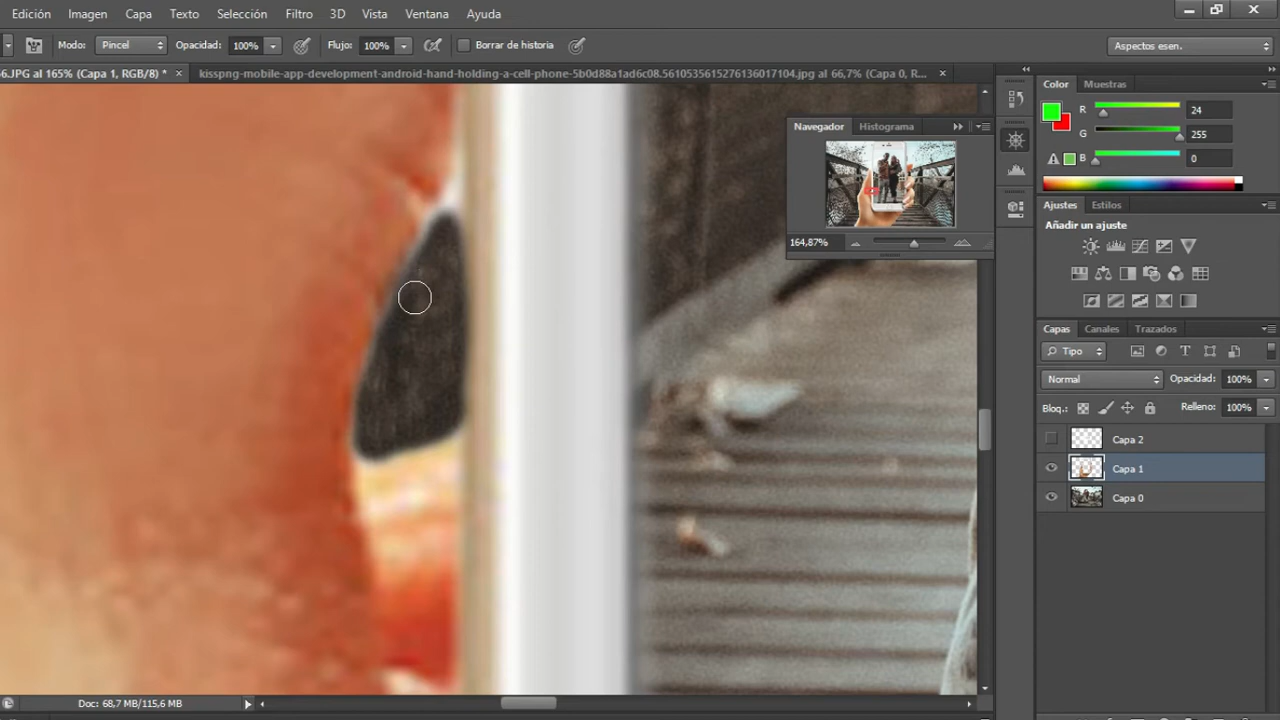 Edición Imagen Capa Texto Selección Filtro 3D Vista Ventana Ayuda
Modo: Pincel Opacidad: 100% Flujo: 100% Borrar de historia Aspectos esen.
6.JPG al 165% (Capa 1, RGB/8) * × kisspng-mobile-app-development-android-hand-holding-a-cell-phone-5b0d88a1ad6c08.5610535615276136017104.jpg al 66,7% (Capa 0, R... ×
Color Muestras
R 24
G 255
B 0
Navegador Histograma
164,87%
Ajustes Estilos
Añadir un ajuste
Capas Canales Trazados
Tipo
Normal Opacidad: 100%
Bloq.: Relleno: 100%
Capa 2
Capa 1
Capa 0
Doc: 68,7 MB/115,6 MB